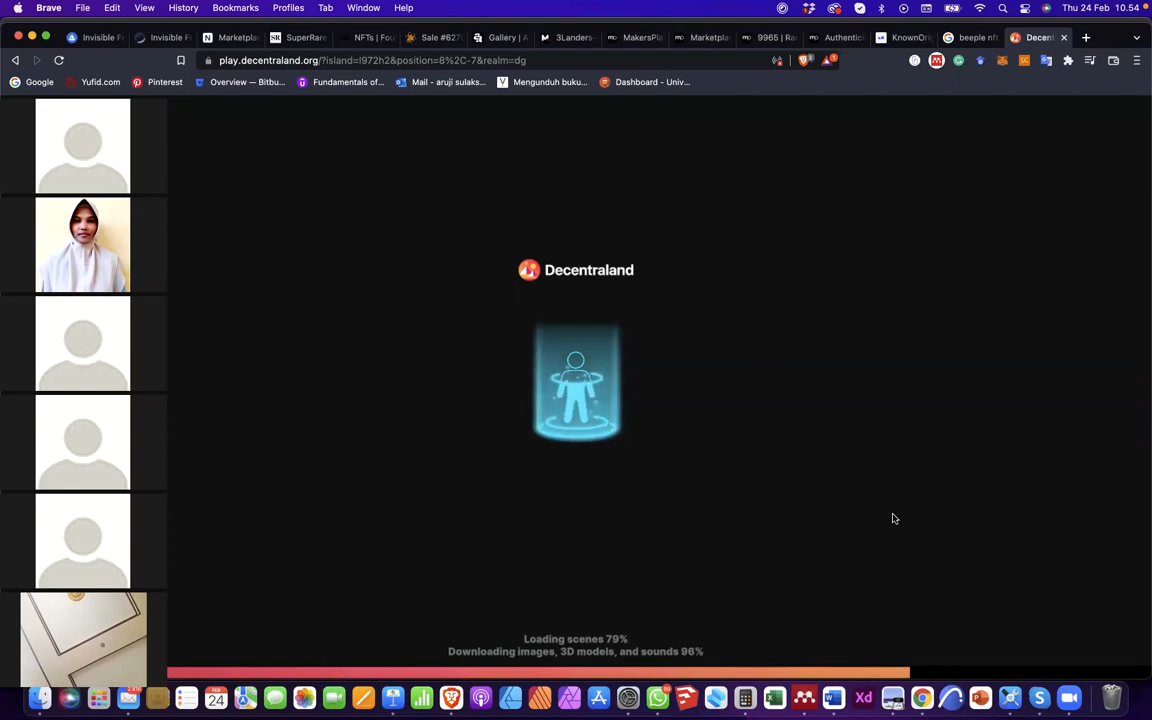 Brave File Edit View History Bookmarks Profiles Tab Window Help Thu 24 Feb 10.54
Invisible F Invisible Fr Marketpla SuperRare NFTs | Fou Sale #627 Gallery | A 3Landers MakersPla Marketpla 9965 | Ra Authentic KnownOri beeple nft Decent
play.decentraland.org/?island=I972h2&position=8%2C-7&realm=dg
Google Yufid.com Pinterest Overview — Bitbu... Fundamentals of... Mail - aruji sulaks... Mengunduh buku... Dashboard - Univ...
Decentraland
Loading scenes 79%
Downloading images, 3D models, and sounds 96%